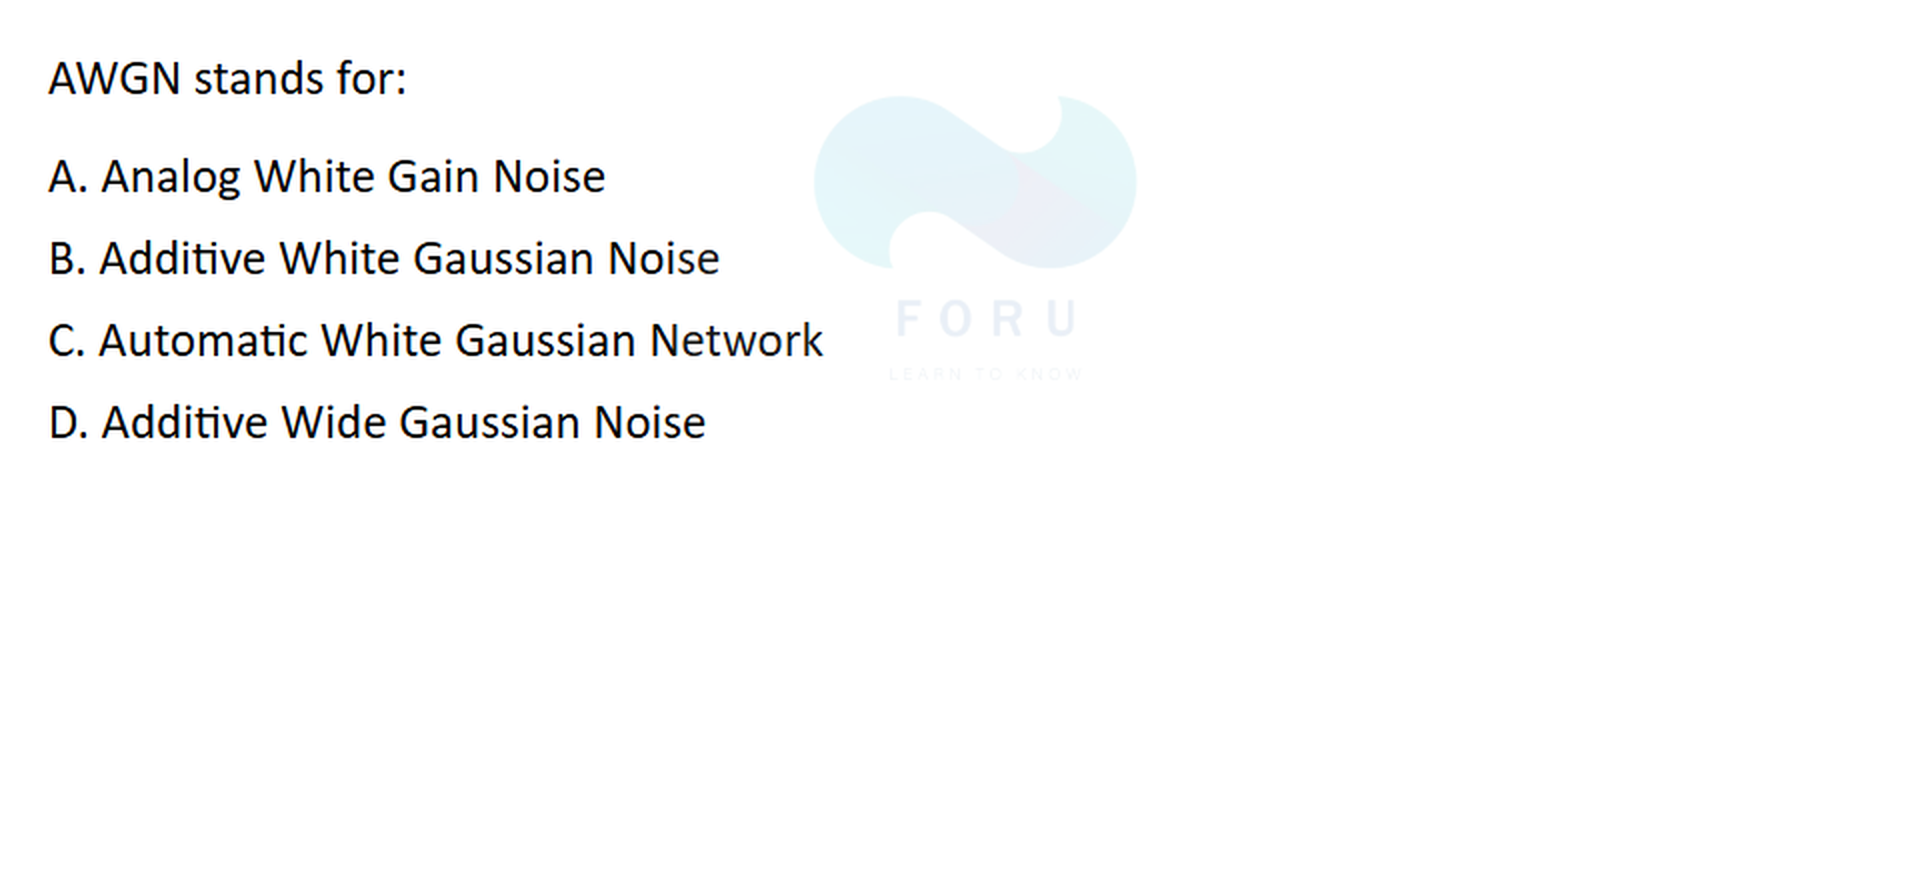 AWGN stands for:
A. Analog White Gain Noise
B. Additive White Gaussian Noise
C. Automatic White Gaussian Network
D. Additive Wide Gaussian Noise
FORU
LEARN TO KNOW